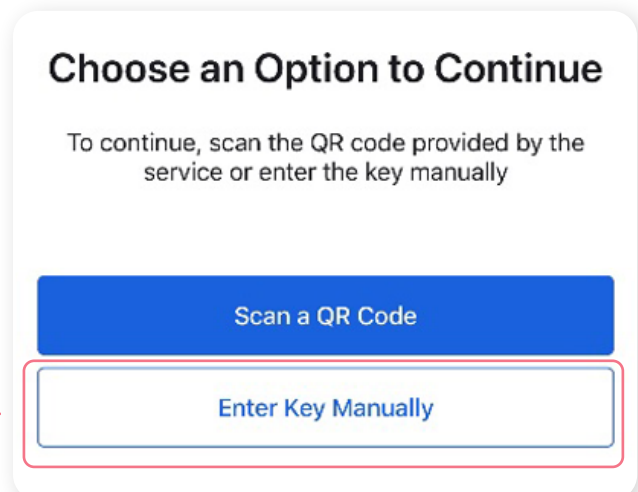 Choose an Option to Continue
To continue, scan the QR code provided by the
service or enter the key manually
Scan a QR Code
Enter Key Manually